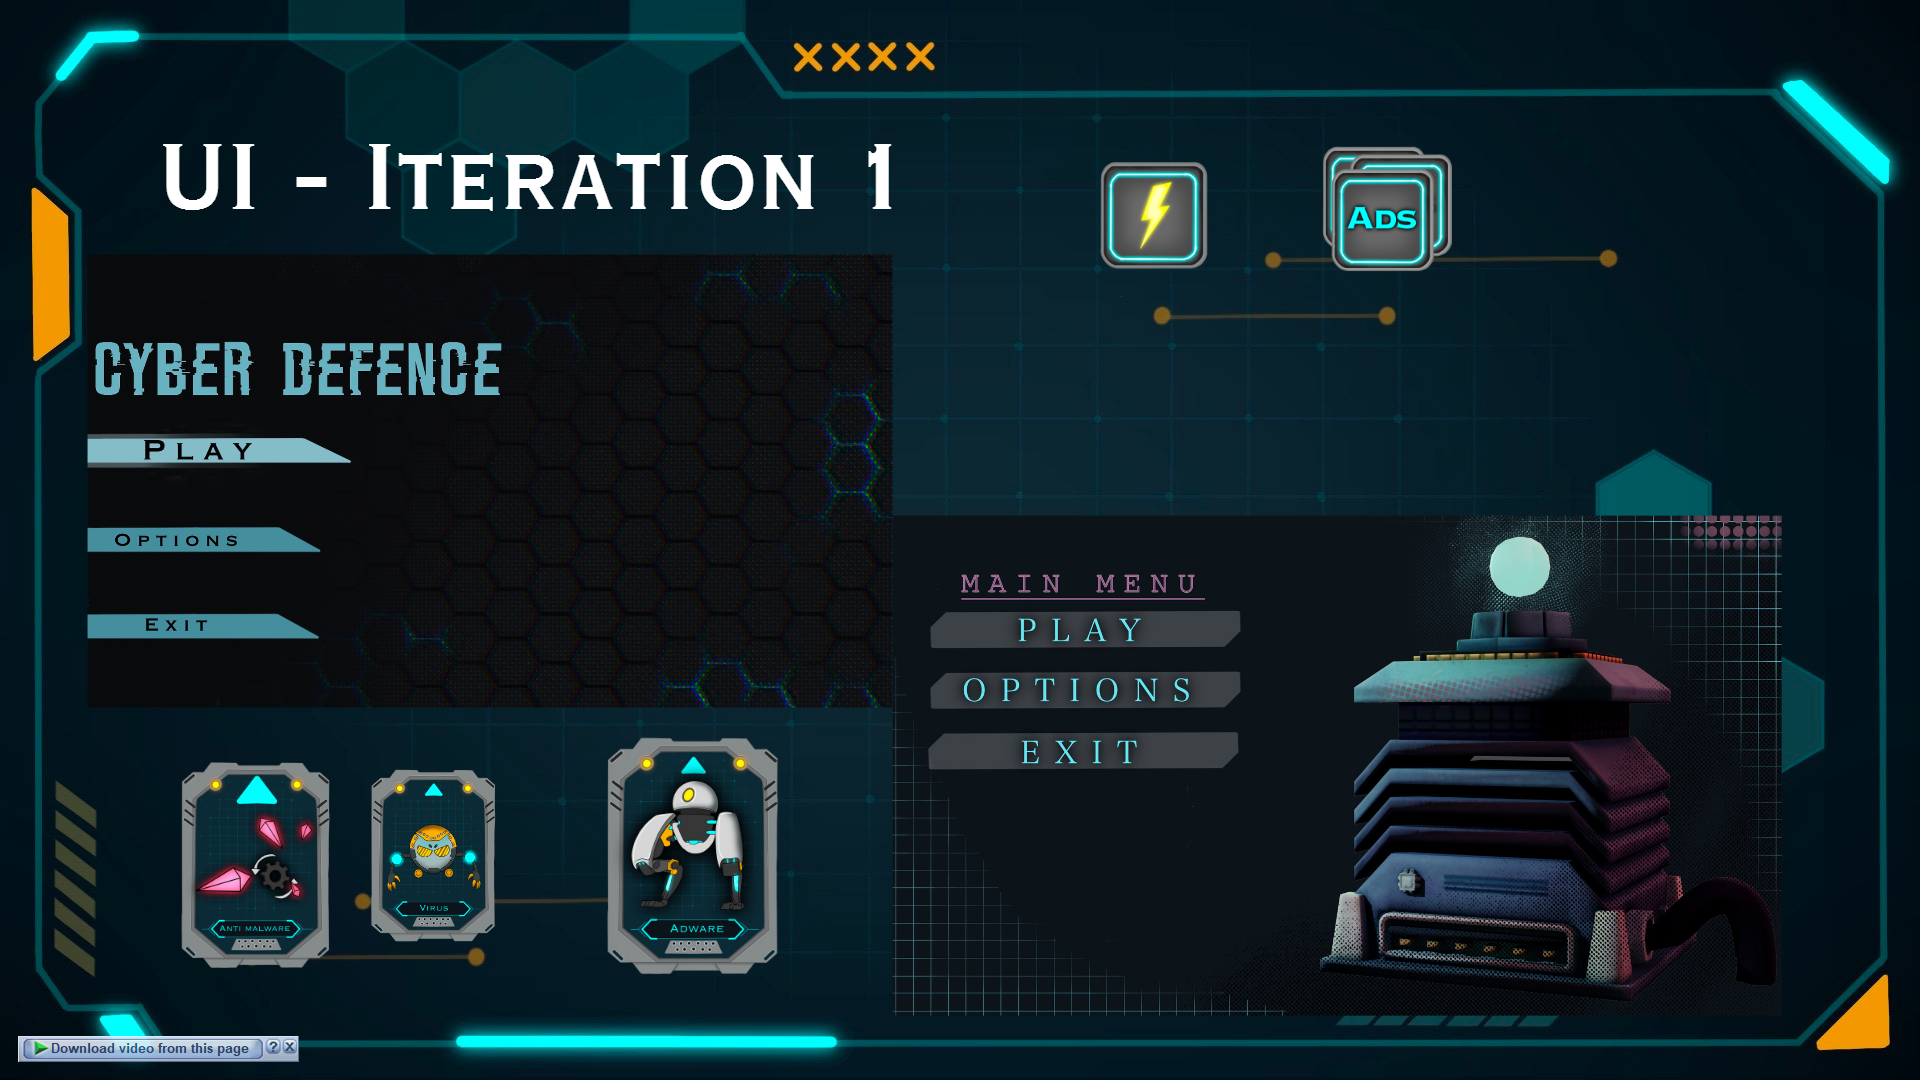 UI - Iteration 1
Ads
CYBER DEFENCE
Play
Options
Exit
MAIN MENU
PLAY
OPTIONS
EXIT
Anti malware
Virus
Adware
Download video from this page ? X